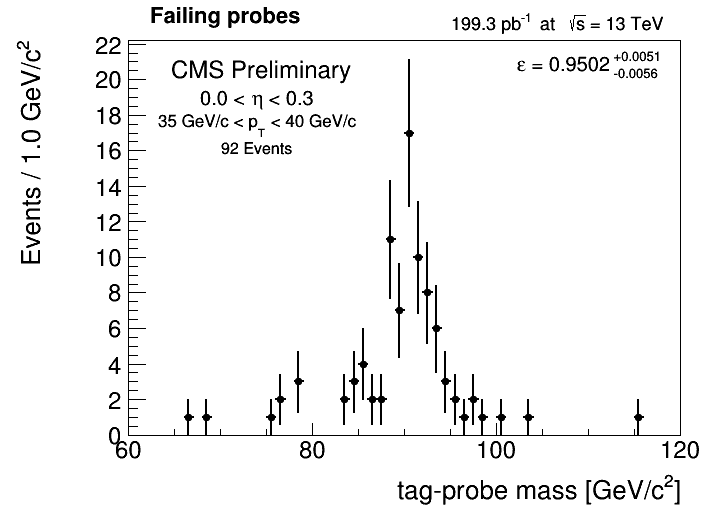 Failing probes
199.3 pb⁻¹ at √s = 13 TeV
CMS Preliminary
ε = 0.9502 +0.0051 -0.0056
0.0 < η < 0.3
35 GeV/c < p_T < 40 GeV/c
92 Events
Events / 1.0 GeV/c²
22
20
18
16
14
12
10
8
6
4
2
0
60 80 100 120
tag-probe mass [GeV/c²]